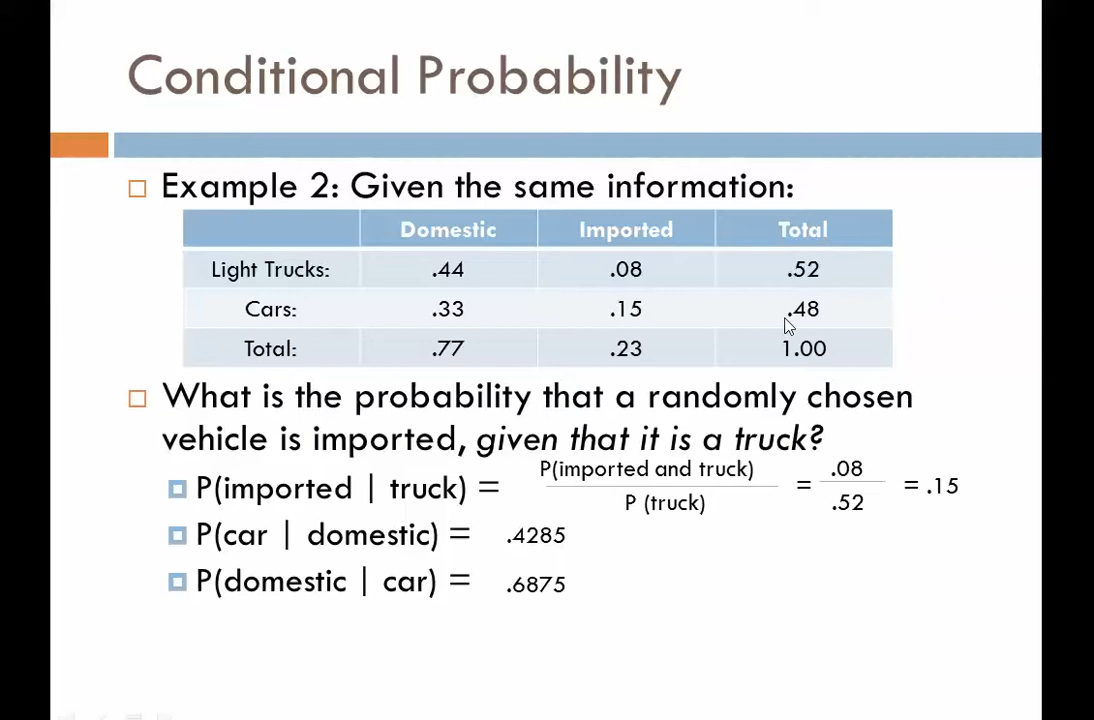 Conditional Probability
Example 2: Given the same information:
Domestic Imported Total
Light Trucks: .44 .08 .52
Cars: .33 .15 .48
Total: .77 .23 1.00
What is the probability that a randomly chosen
vehicle is imported, given that it is a truck?
P(imported | truck) = P(imported and truck) / P (truck) = .08 / .52 = .15
P(car | domestic) = .4285
P(domestic | car) = .6875